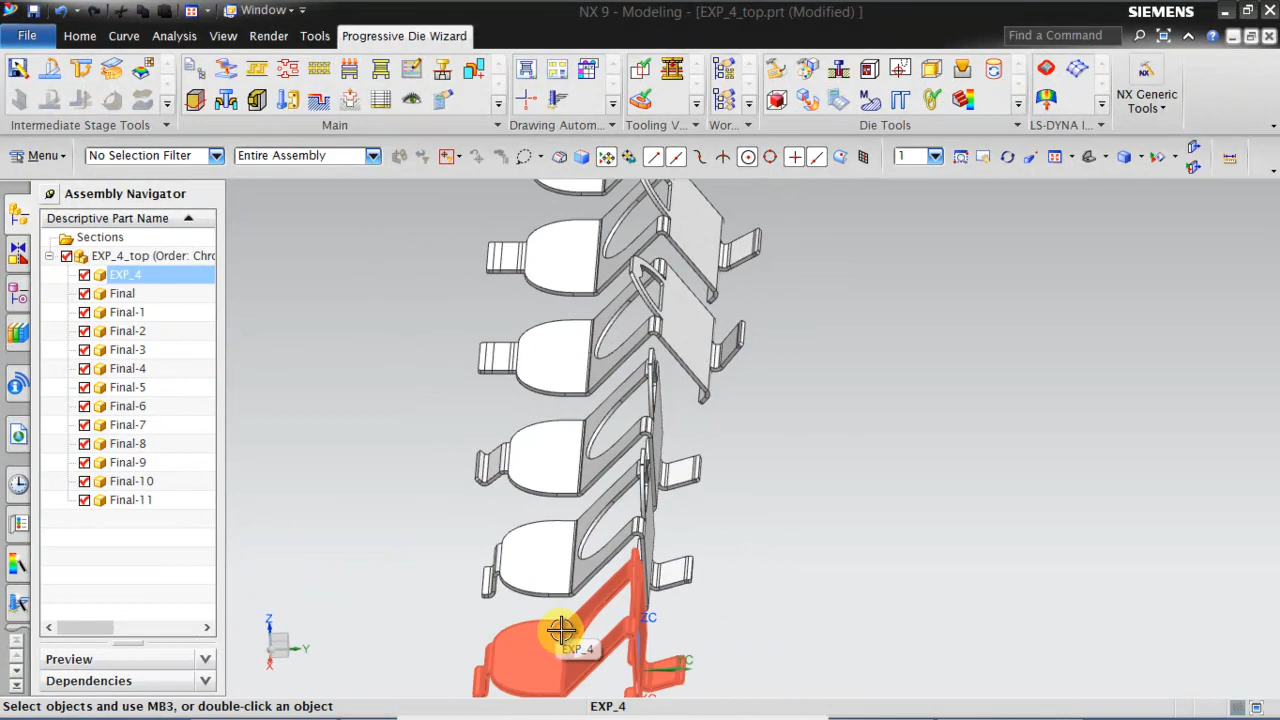 Window
NX 9 - Modeling - [EXP_4_top.prt (Modified) ]
SIEMENS
File
Home
Curve
Analysis
View
Render
Tools
Progressive Die Wizard
Find a Command
NX Generic
Tools
Intermediate Stage Tools
Main
Drawing Autom...
Tooling V...
Wor...
Die Tools
LS-DYNA I...
Menu
No Selection Filter
Entire Assembly
1
Assembly Navigator
Descriptive Part Name
Sections
EXP_4_top (Order: Chro
EXP_4
Final
Final-1
Final-2
Final-3
Final-4
Final-5
Final-6
Final-7
Final-8
Final-9
Final-10
Final-11
ZC
EXP_4
Z
Y
X
Preview
Dependencies
Select objects and use MB3, or double-click an object
EXP_4